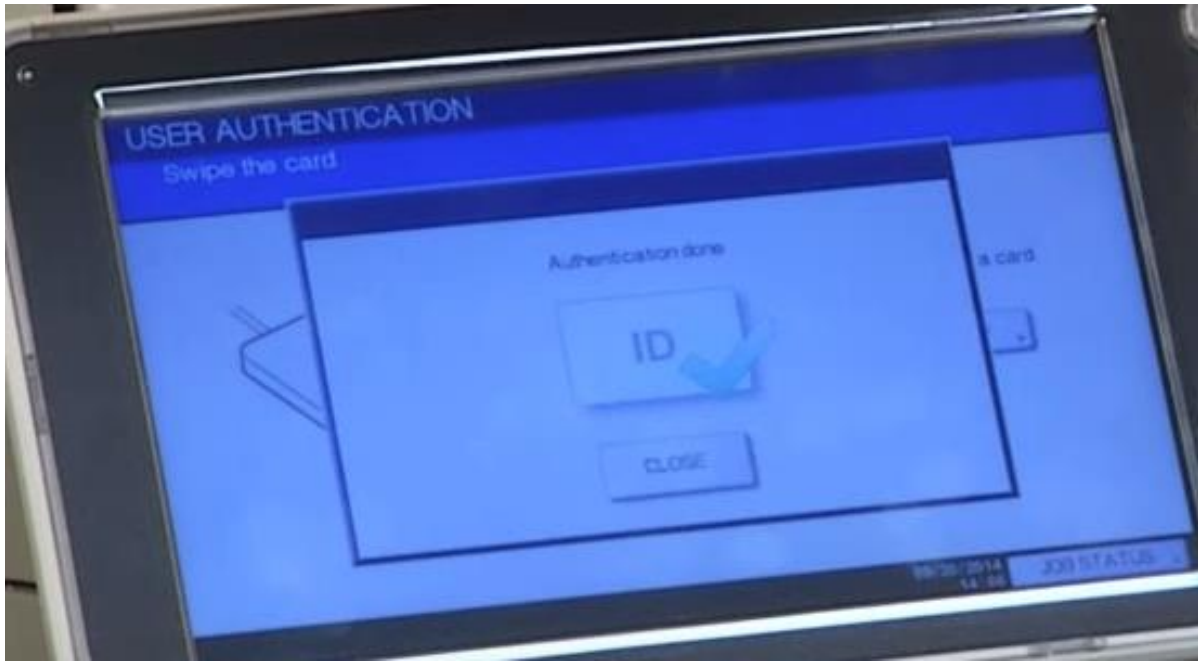 USER AUTHENTICATION
Swipe the card
Authentication done
a card
ID
CLOSE
JOB STATUS